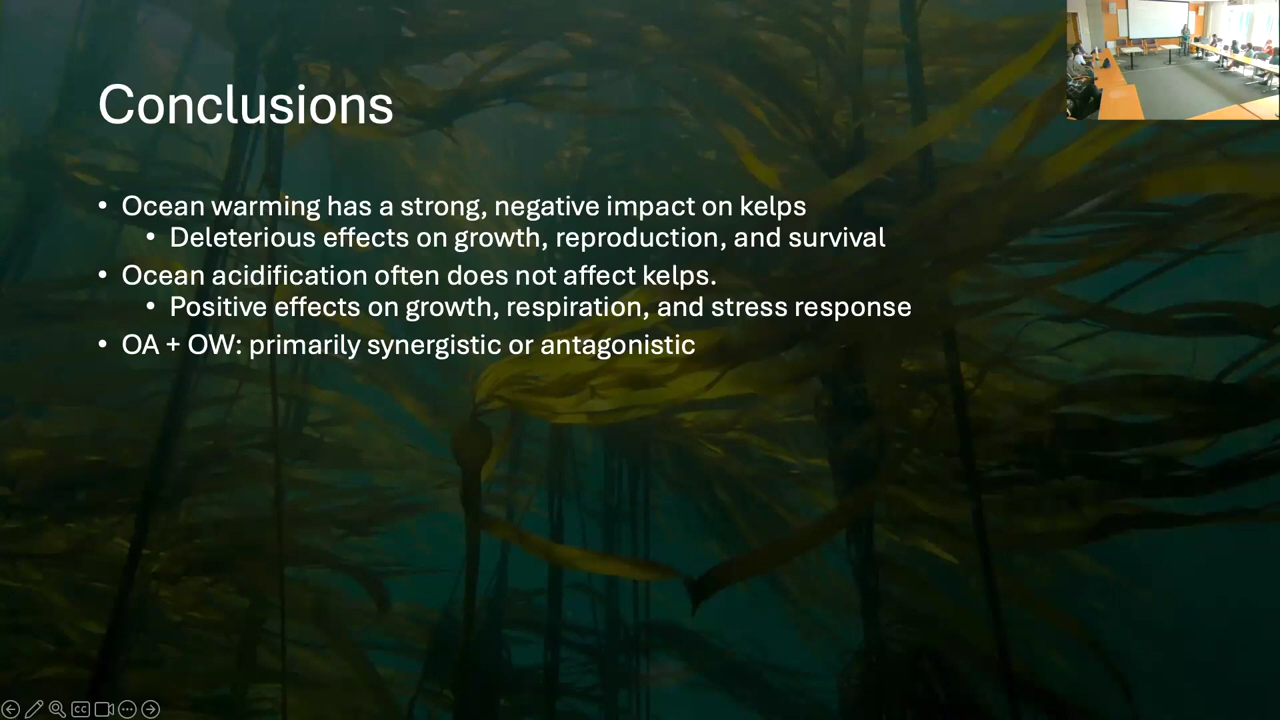 Conclusions
• Ocean warming has a strong, negative impact on kelps
• Deleterious effects on growth, reproduction, and survival
• Ocean acidification often does not affect kelps.
• Positive effects on growth, respiration, and stress response
• OA + OW: primarily synergistic or antagonistic
CC